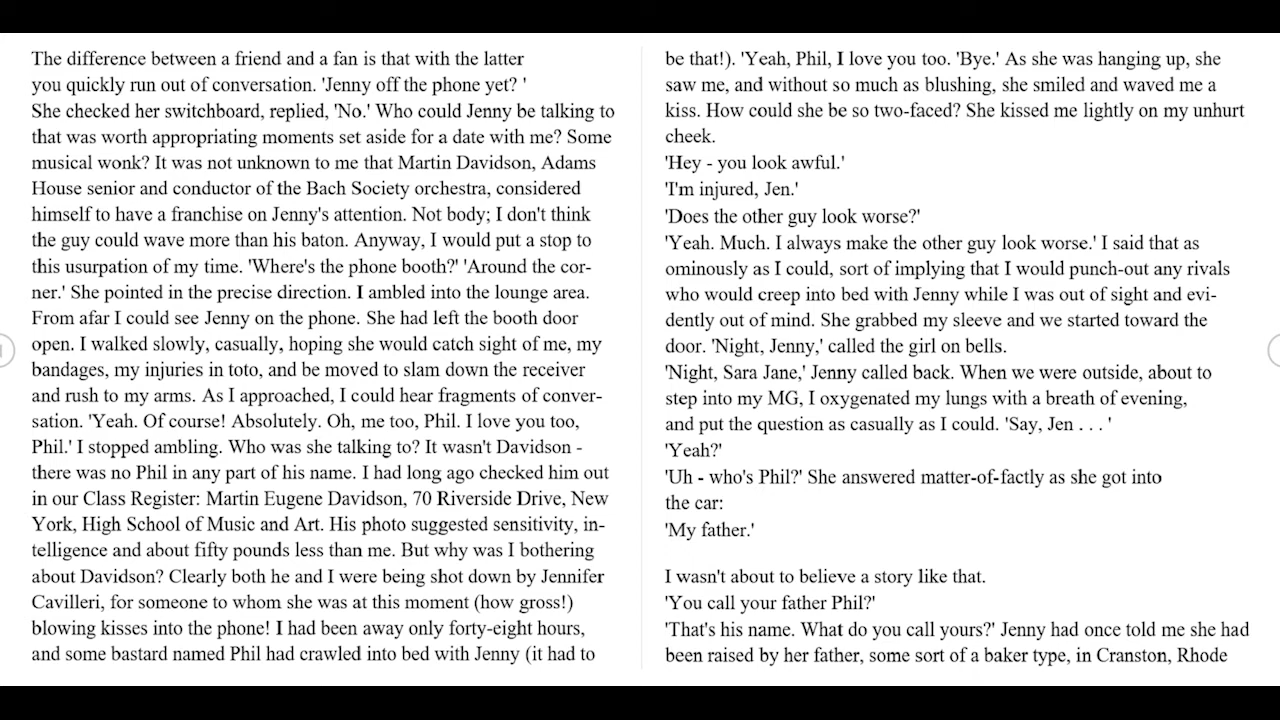 The difference between a friend and a fan is that with the latter
you quickly run out of conversation. 'Jenny off the phone yet? '
She checked her switchboard, replied, 'No.' Who could Jenny be talking to
that was worth appropriating moments set aside for a date with me? Some
musical wonk? It was not unknown to me that Martin Davidson, Adams
House senior and conductor of the Bach Society orchestra, considered
himself to have a franchise on Jenny's attention. Not body; I don't think
the guy could wave more than his baton. Anyway, I would put a stop to
this usurpation of my time. 'Where's the phone booth?' 'Around the cor-
ner.' She pointed in the precise direction. I ambled into the lounge area.
From afar I could see Jenny on the phone. She had left the booth door
open. I walked slowly, casually, hoping she would catch sight of me, my
bandages, my injuries in toto, and be moved to slam down the receiver
and rush to my arms. As I approached, I could hear fragments of conver-
sation. 'Yeah. Of course! Absolutely. Oh, me too, Phil. I love you too,
Phil.' I stopped ambling. Who was she talking to? It wasn't Davidson -
there was no Phil in any part of his name. I had long ago checked him out
in our Class Register: Martin Eugene Davidson, 70 Riverside Drive, New
York, High School of Music and Art. His photo suggested sensitivity, in-
telligence and about fifty pounds less than me. But why was I bothering
about Davidson? Clearly both he and I were being shot down by Jennifer
Cavilleri, for someone to whom she was at this moment (how gross!)
blowing kisses into the phone! I had been away only forty-eight hours,
and some bastard named Phil had crawled into bed with Jenny (it had to
be that!). 'Yeah, Phil, I love you too. 'Bye.' As she was hanging up, she
saw me, and without so much as blushing, she smiled and waved me a
kiss. How could she be so two-faced? She kissed me lightly on my unhurt
cheek.
'Hey - you look awful.'
'I'm injured, Jen.'
'Does the other guy look worse?'
'Yeah. Much. I always make the other guy look worse.' I said that as
ominously as I could, sort of implying that I would punch-out any rivals
who would creep into bed with Jenny while I was out of sight and evi-
dently out of mind. She grabbed my sleeve and we started toward the
door. 'Night, Jenny,' called the girl on bells.
'Night, Sara Jane,' Jenny called back. When we were outside, about to
step into my MG, I oxygenated my lungs with a breath of evening,
and put the question as casually as I could. 'Say, Jen . . . '
'Yeah?'
'Uh - who's Phil?' She answered matter-of-factly as she got into
the car:
'My father.'
I wasn't about to believe a story like that.
'You call your father Phil?'
'That's his name. What do you call yours?' Jenny had once told me she had
been raised by her father, some sort of a baker type, in Cranston, Rhode